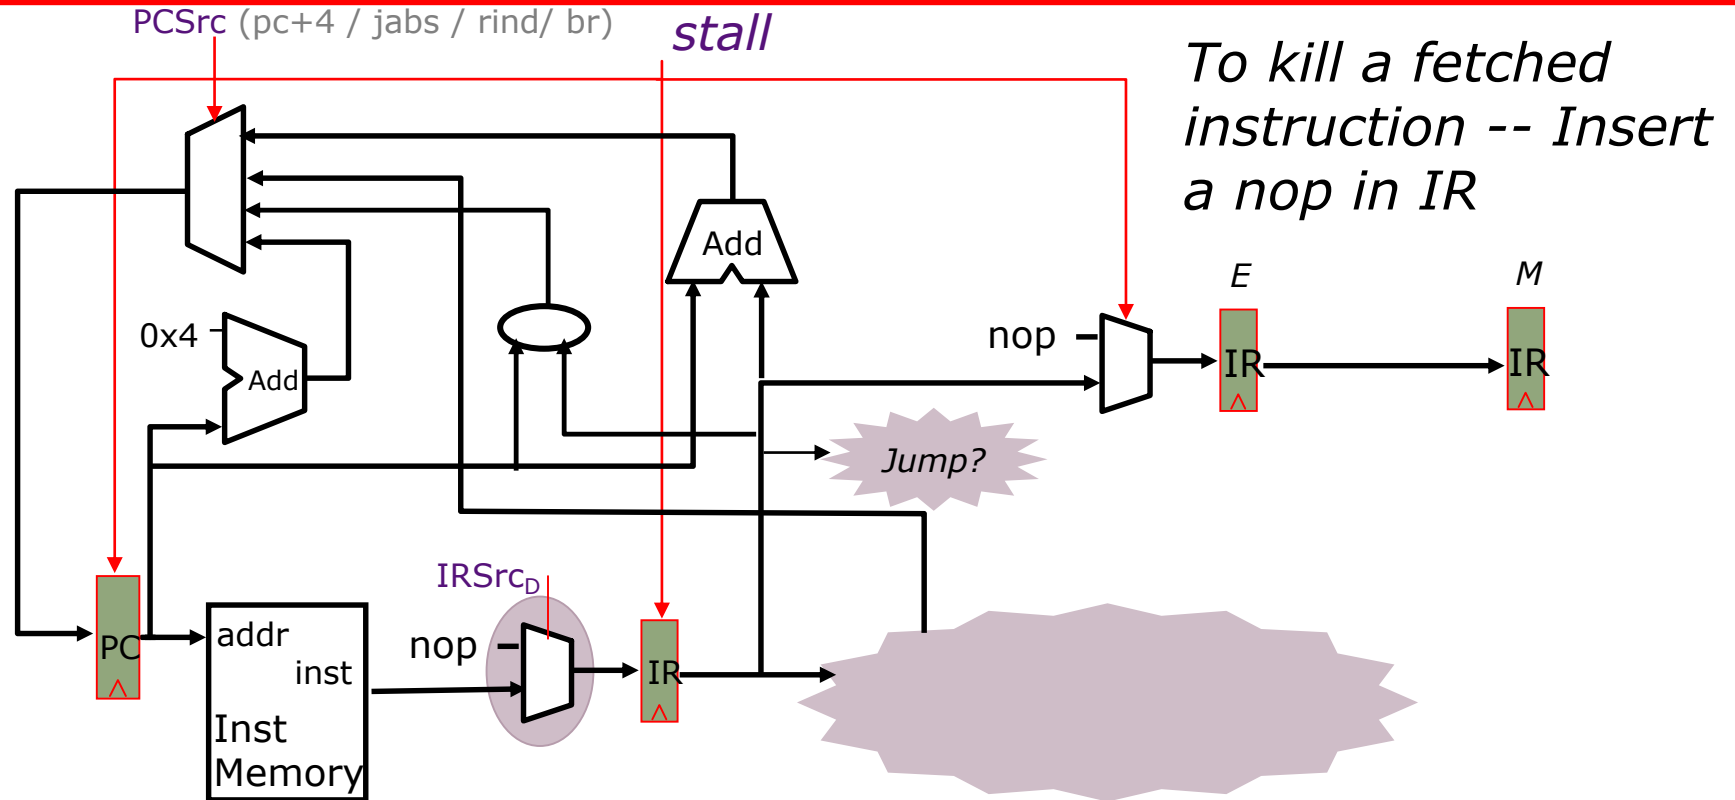 PCSrc (pc+4 / jabs / rind/ br)
stall
To kill a fetched
instruction -- Insert
a nop in IR
Add
E
M
0x4
Add
nop
IR
IR
Jump?
IRSrcD
PC
addr
inst
Inst
Memory
nop
IR